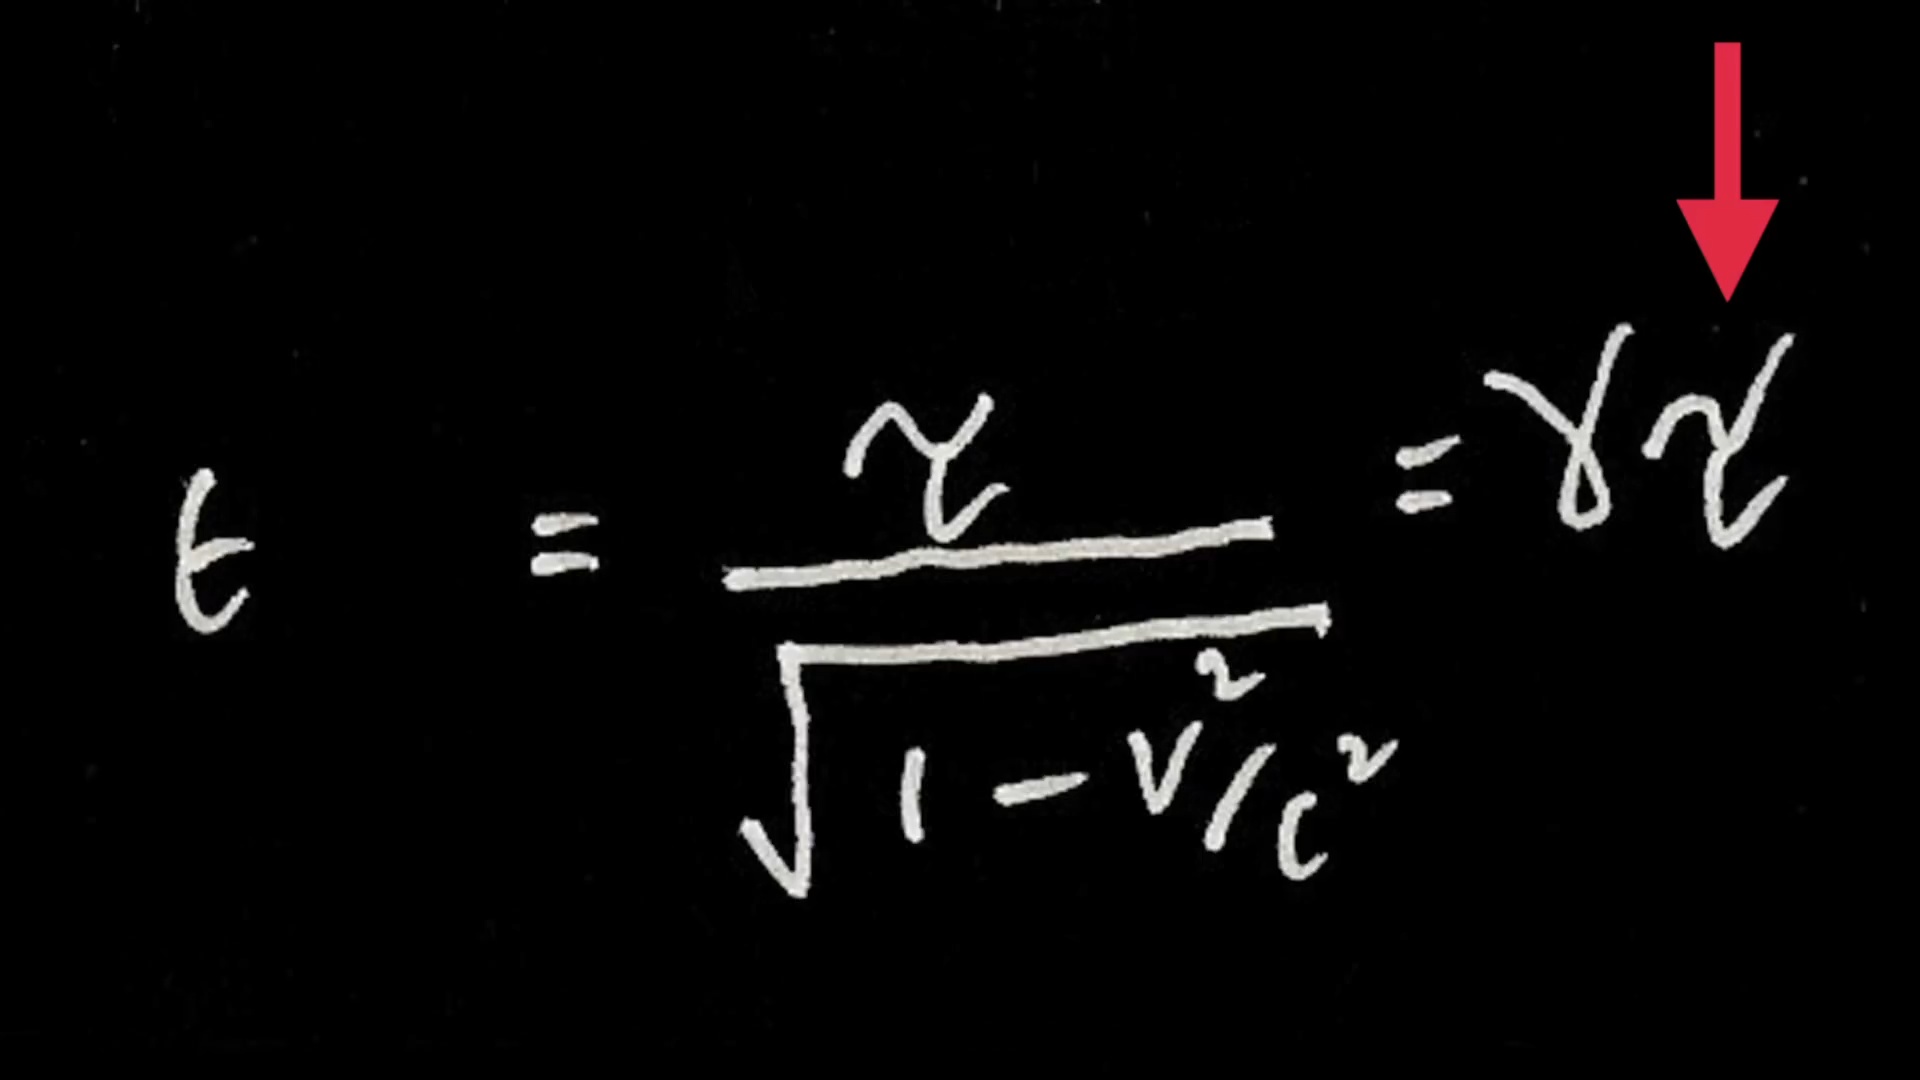 t = τ / √(1 - v²/c²) = γτ